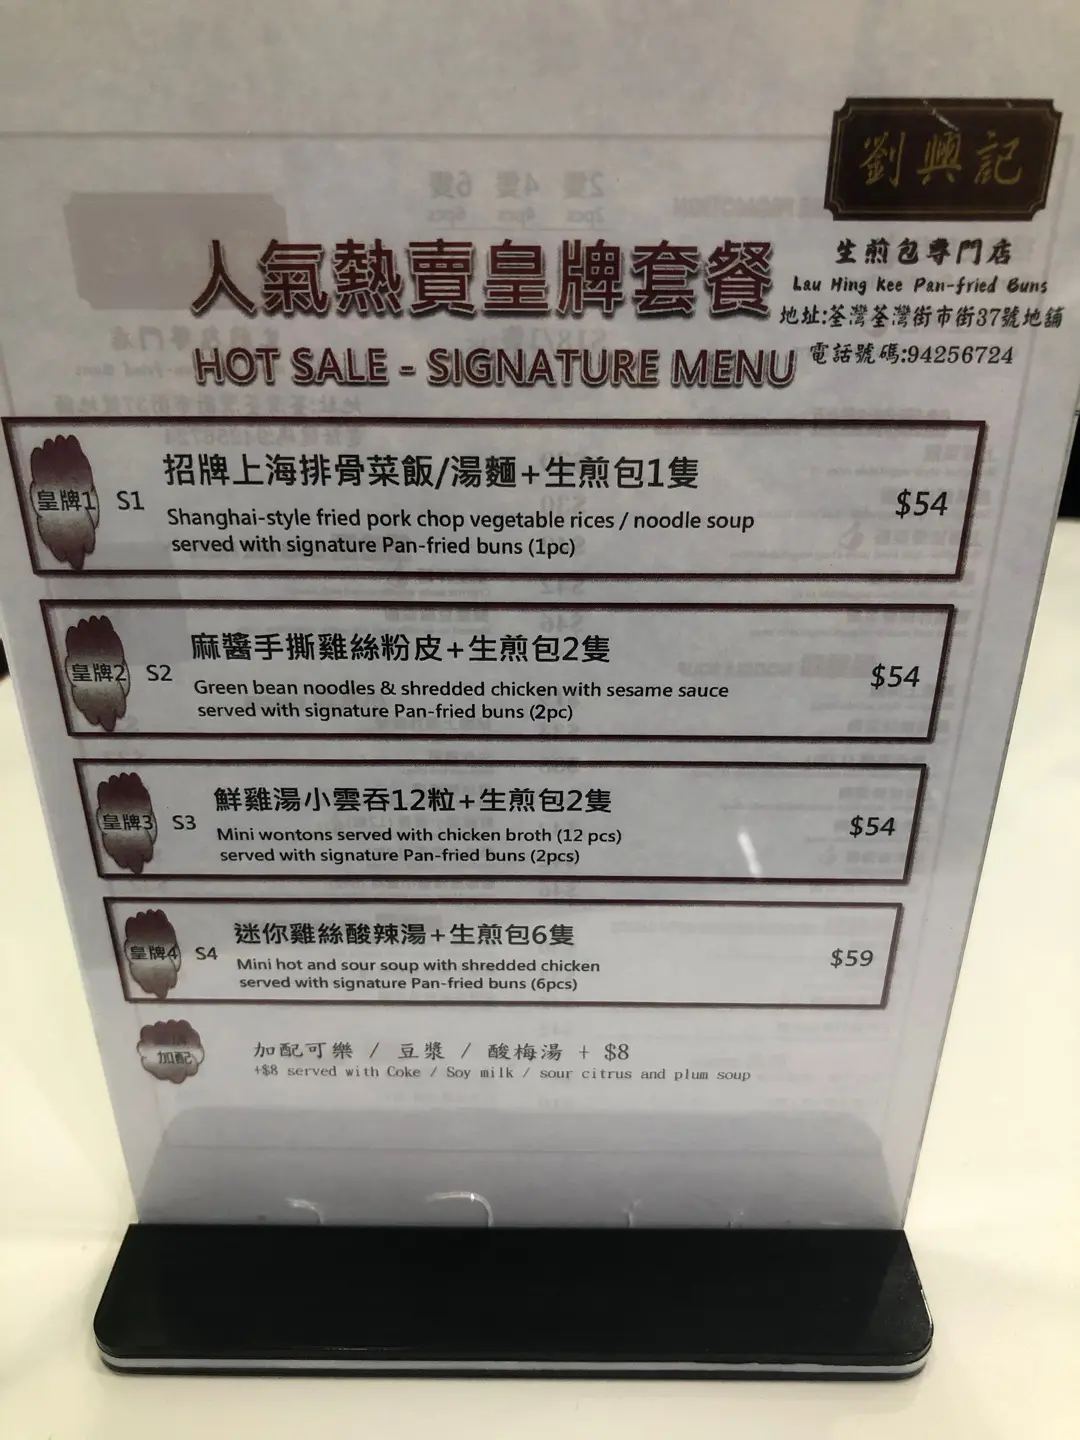 劉興記
生煎包專門店
Lau Hing Kee Pan-fried Buns
地址:荃灣荃灣街市街37號地舖
電話號碼:94256724
人氣熱賣皇牌套餐
HOT SALE - SIGNATURE MENU
皇牌1 S1 招牌上海排骨菜飯/湯麵+生煎包1隻 $54
Shanghai-style fried pork chop vegetable rices / noodle soup
served with signature Pan-fried buns (1pc)
皇牌2 S2 麻醬手撕雞絲粉皮+生煎包2隻 $54
Green bean noodles & shredded chicken with sesame sauce
served with signature Pan-fried buns (2pc)
皇牌3 S3 鮮雞湯小雲吞12粒+生煎包2隻 $54
Mini wontons served with chicken broth (12 pcs)
served with signature Pan-fried buns (2pcs)
皇牌4 S4 迷你雞絲酸辣湯+生煎包6隻 $59
Mini hot and sour soup with shredded chicken
served with signature Pan-fried buns (6pcs)
加配 加配可樂 / 豆漿 / 酸梅湯 + $8
+$8 served with Coke / Soy milk / sour citrus and plum soup